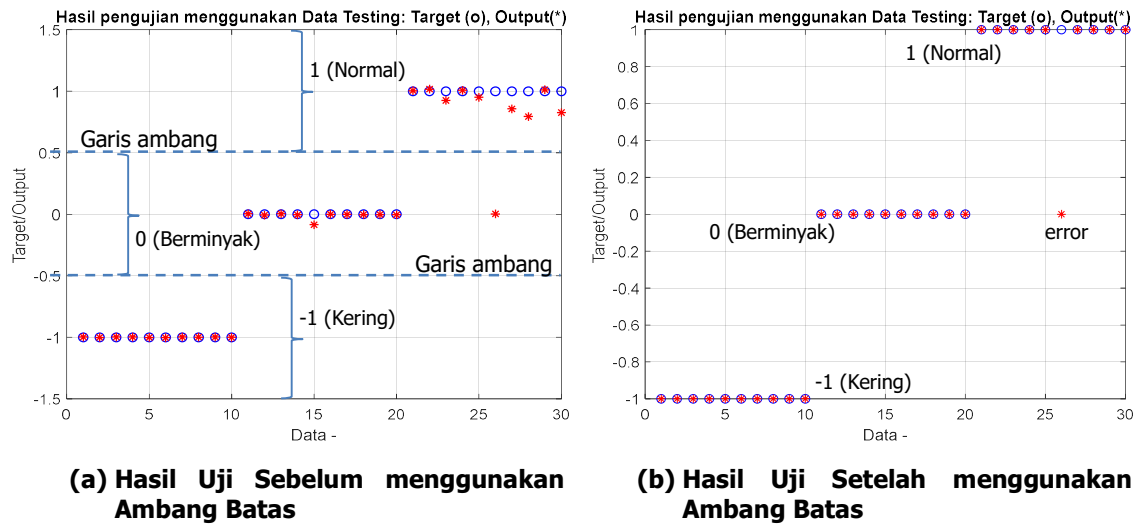 Hasil pengujian menggunakan Data Testing: Target (o), Output(*)
1.5
1
0.5
0
-0.5
-1
-1.5
Target/Output
1 (Normal)
Garis ambang
0 (Berminyak)
Garis ambang
-1 (Kering)
0 5 10 15 20 25 30
Data -
(a) Hasil Uji Sebelum menggunakan
Ambang Batas
Hasil pengujian menggunakan Data Testing: Target (o), Output(*)
1
0.8
0.6
0.4
0.2
0
-0.2
-0.4
-0.6
-0.8
-1
Target/Output
1 (Normal)
0 (Berminyak)
error
-1 (Kering)
0 5 10 15 20 25 30
Data -
(b) Hasil Uji Setelah menggunakan
Ambang Batas